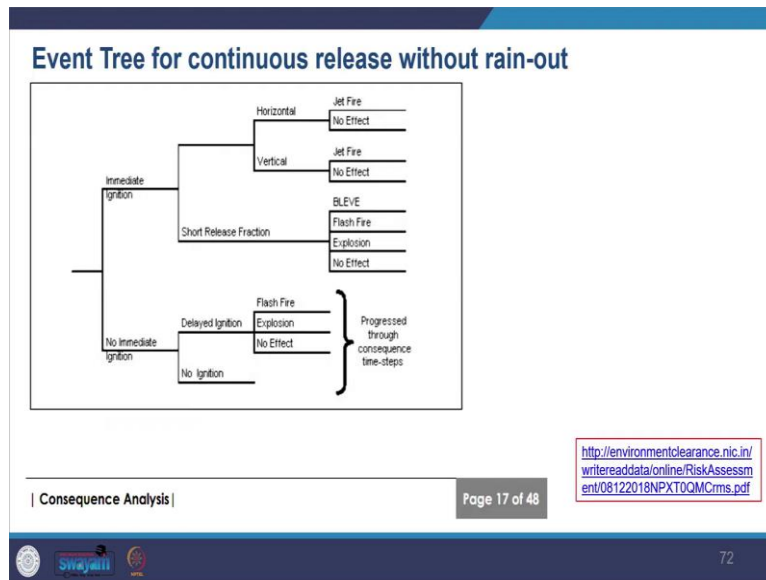 Event Tree for continuous release without rain-out
Jet Fire
Horizontal
No Effect
Jet Fire
Vertical
No Effect
Immediate
Ignition
BLEVE
Short Release Fraction
Flash Fire
Explosion
No Effect
Flash Fire
Delayed Ignition
Explosion
No Effect
No Immediate
Ignition
No Ignition
Progressed
through
consequence
time-steps
http://environmentclearance.nic.in/
writereaddata/online/RiskAssessm
ent/08122018NPXT0QMCrms.pdf
| Consequence Analysis|
Page 17 of 48
swayam
72